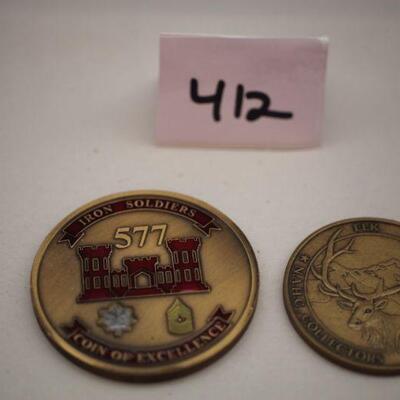 412
IRON SOLDIERS
577
COIN OF EXCELLENCE
ELK
COLLECTORS